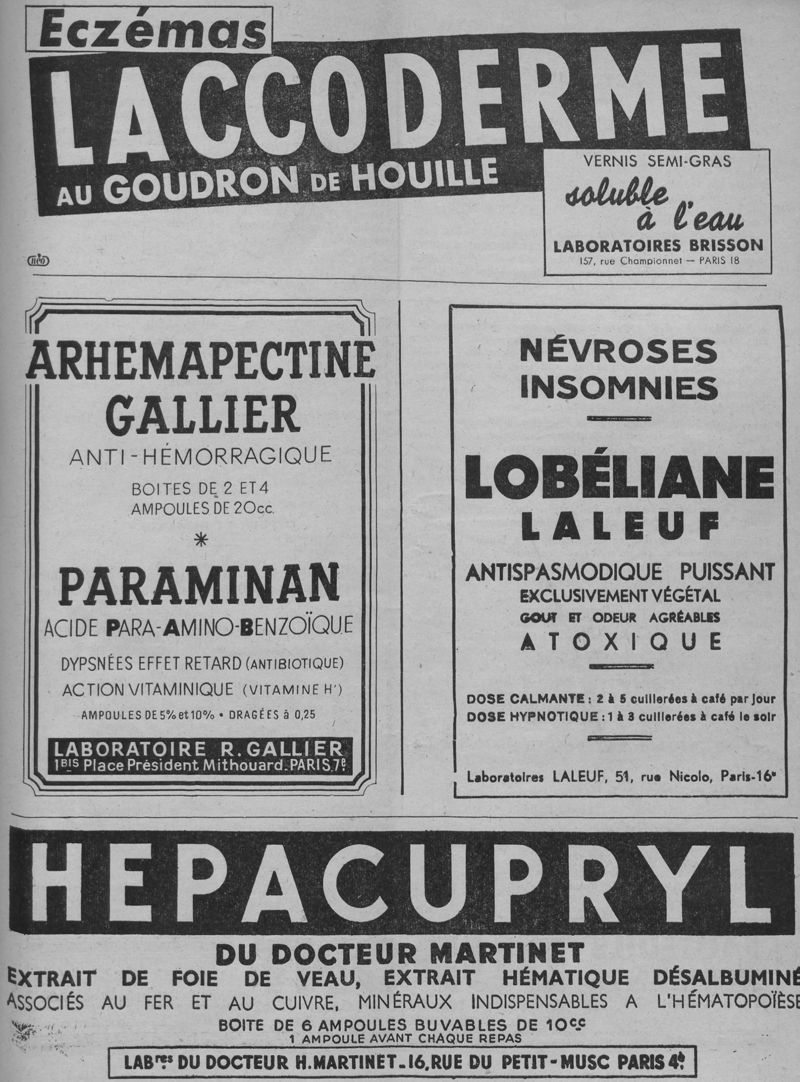 Eczémas
LACCODERME
AU GOUDRON DE HOUILLE
VERNIS SEMI-GRAS
soluble
à l'eau
LABORATOIRES BRISSON
157, rue Championnet — PARIS 18
ARHEMAPECTINE
GALLIER
ANTI-HÉMORRAGIQUE
BOITES DE 2 ET 4
AMPOULES DE 20cc.
*
PARAMINAN
ACIDE PARA-AMINO-BENZOÏQUE
DYPSNÉES EFFET RETARD (ANTIBIOTIQUE)
ACTION VITAMINIQUE (VITAMINE H')
AMPOULES DE 5% et 10% • DRAGÉES à 0,25
LABORATOIRE R. GALLIER
1BIS Place Président Mithouard_PARIS.7e
NÉVROSES
INSOMNIES
LOBÉLIANE
LALEUF
ANTISPASMODIQUE PUISSANT
EXCLUSIVEMENT VÉGÉTAL
GOUT ET ODEUR AGRÉABLES
ATOXIQUE
DOSE CALMANTE : 2 à 5 cuillerées à café par jour
DOSE HYPNOTIQUE : 1 à 3 cuillerées à café le soir
Laboratoires LALEUF, 51, rue Nicolo, Paris-16e
HEPACUPRYL
DU DOCTEUR MARTINET
EXTRAIT DE FOIE DE VEAU, EXTRAIT HÉMATIQUE DÉSALBUMINÉ
ASSOCIÉS AU FER ET AU CUIVRE, MINÉRAUX INDISPENSABLES A L'HÉMATOPOÏÈSE
BOITE DE 6 AMPOULES BUVABLES DE 10cc
1 AMPOULE AVANT CHAQUE REPAS
LABres DU DOCTEUR H.MARTINET_16,RUE DU PETIT-MUSC PARIS 4e